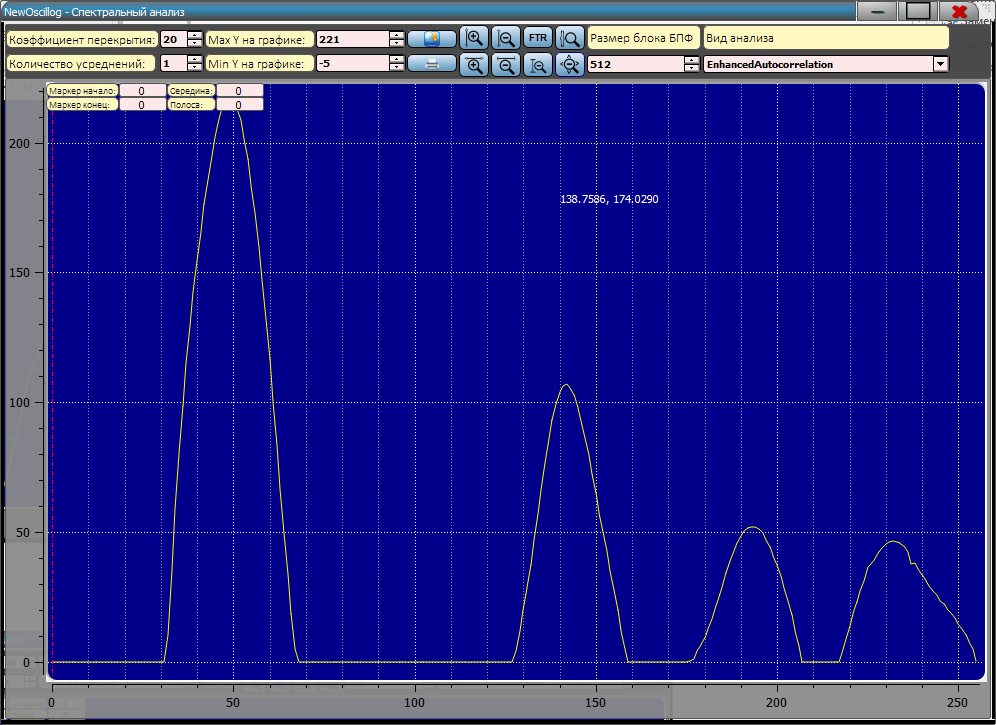 NewOscillog - Спектральный анализ
Коэффициент перекрытия: 20 Max Y на графике: 221 FTR Размер блока БПФ Вид анализа
Количество усреднений: 1 Min Y на графике: -5 512 EnhancedAutocorrelation
Маркер начало: 0 Середина: 0
Маркер конец: 0 Полоса: 0
200
138.7586, 174.0290
150
100
50
0
0 50 100 150 200 250